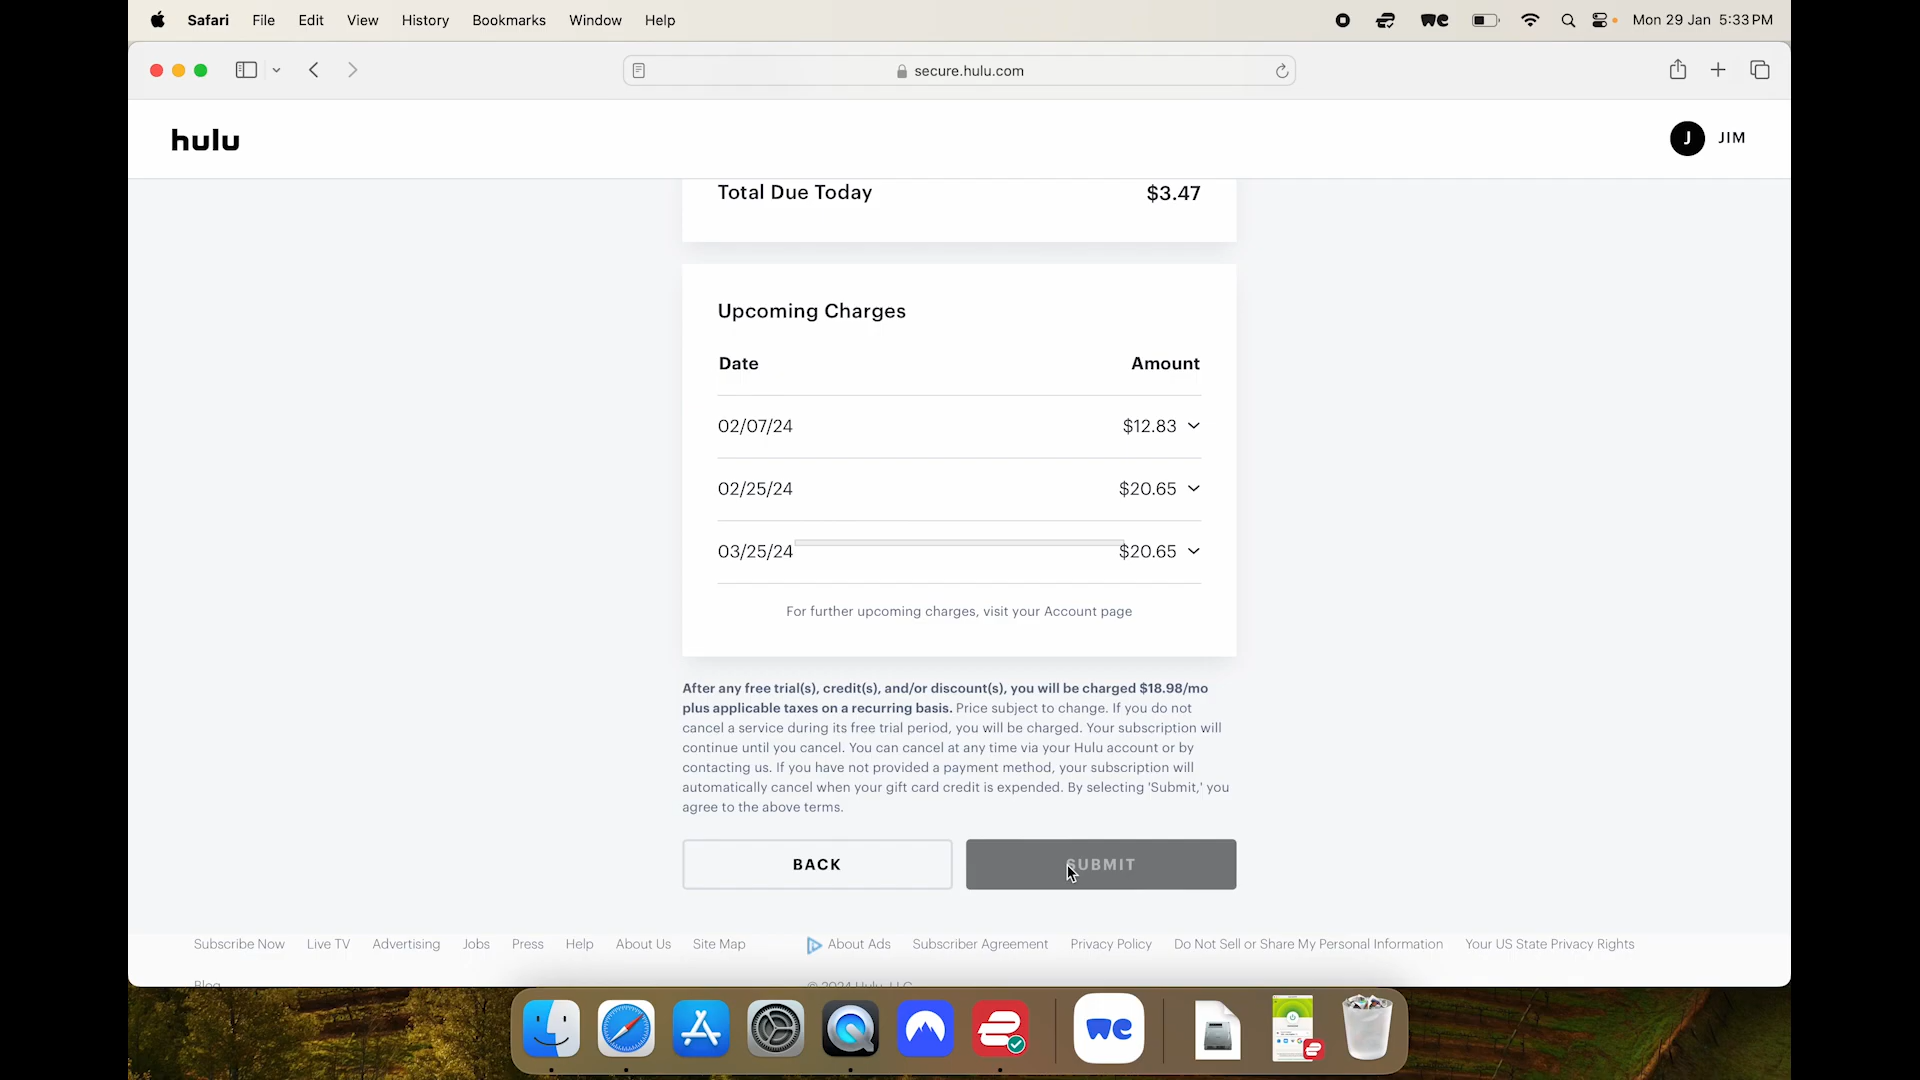 Safari File Edit View History Bookmarks Window Help
Mon 29 Jan 5:33 PM
secure.hulu.com
hulu
J JIM
Total Due Today $3.47
Upcoming Charges
Date Amount
02/07/24 $12.83
02/25/24 $20.65
03/25/24 $20.65
For further upcoming charges, visit your Account page
After any free trial(s), credit(s), and/or discount(s), you will be charged $18.98/mo
plus applicable taxes on a recurring basis. Price subject to change. If you do not
cancel a service during its free trial period, you will be charged. Your subscription will
continue until you cancel. You can cancel at any time via your Hulu account or by
contacting us. If you have not provided a payment method, your subscription will
automatically cancel when your gift card credit is expended. By selecting 'Submit,' you
agree to the above terms.
BACK SUBMIT
Subscribe Now Live TV Advertising Jobs Press Help About Us Site Map About Ads Subscriber Agreement Privacy Policy Do Not Sell or Share My Personal Information Your US State Privacy Rights
Blog © 2024 Hulu, LLC